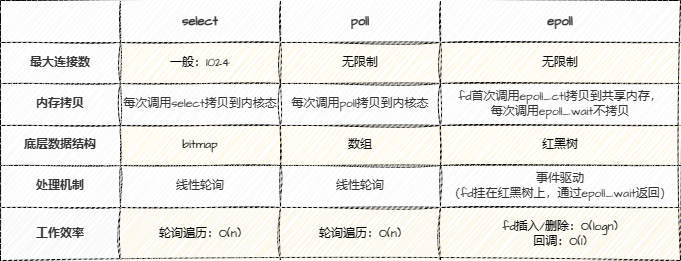 select poll epoll
最大连接数 一般：1024 无限制 无限制
内存拷贝 每次调用select拷贝到内核态 每次调用poll拷贝到内核态 fd首次调用epoll_ctl拷贝到共享内存，
每次调用epoll_wait不拷贝
底层数据结构 bitmap 数组 红黑树
处理机制 线性轮询 线性轮询 事件驱动
(fd挂在红黑树上，通过epoll_wait返回)
工作效率 轮询遍历：O(n) 轮询遍历：O(n) fd插入/删除：O(logn)
回调：O(1)